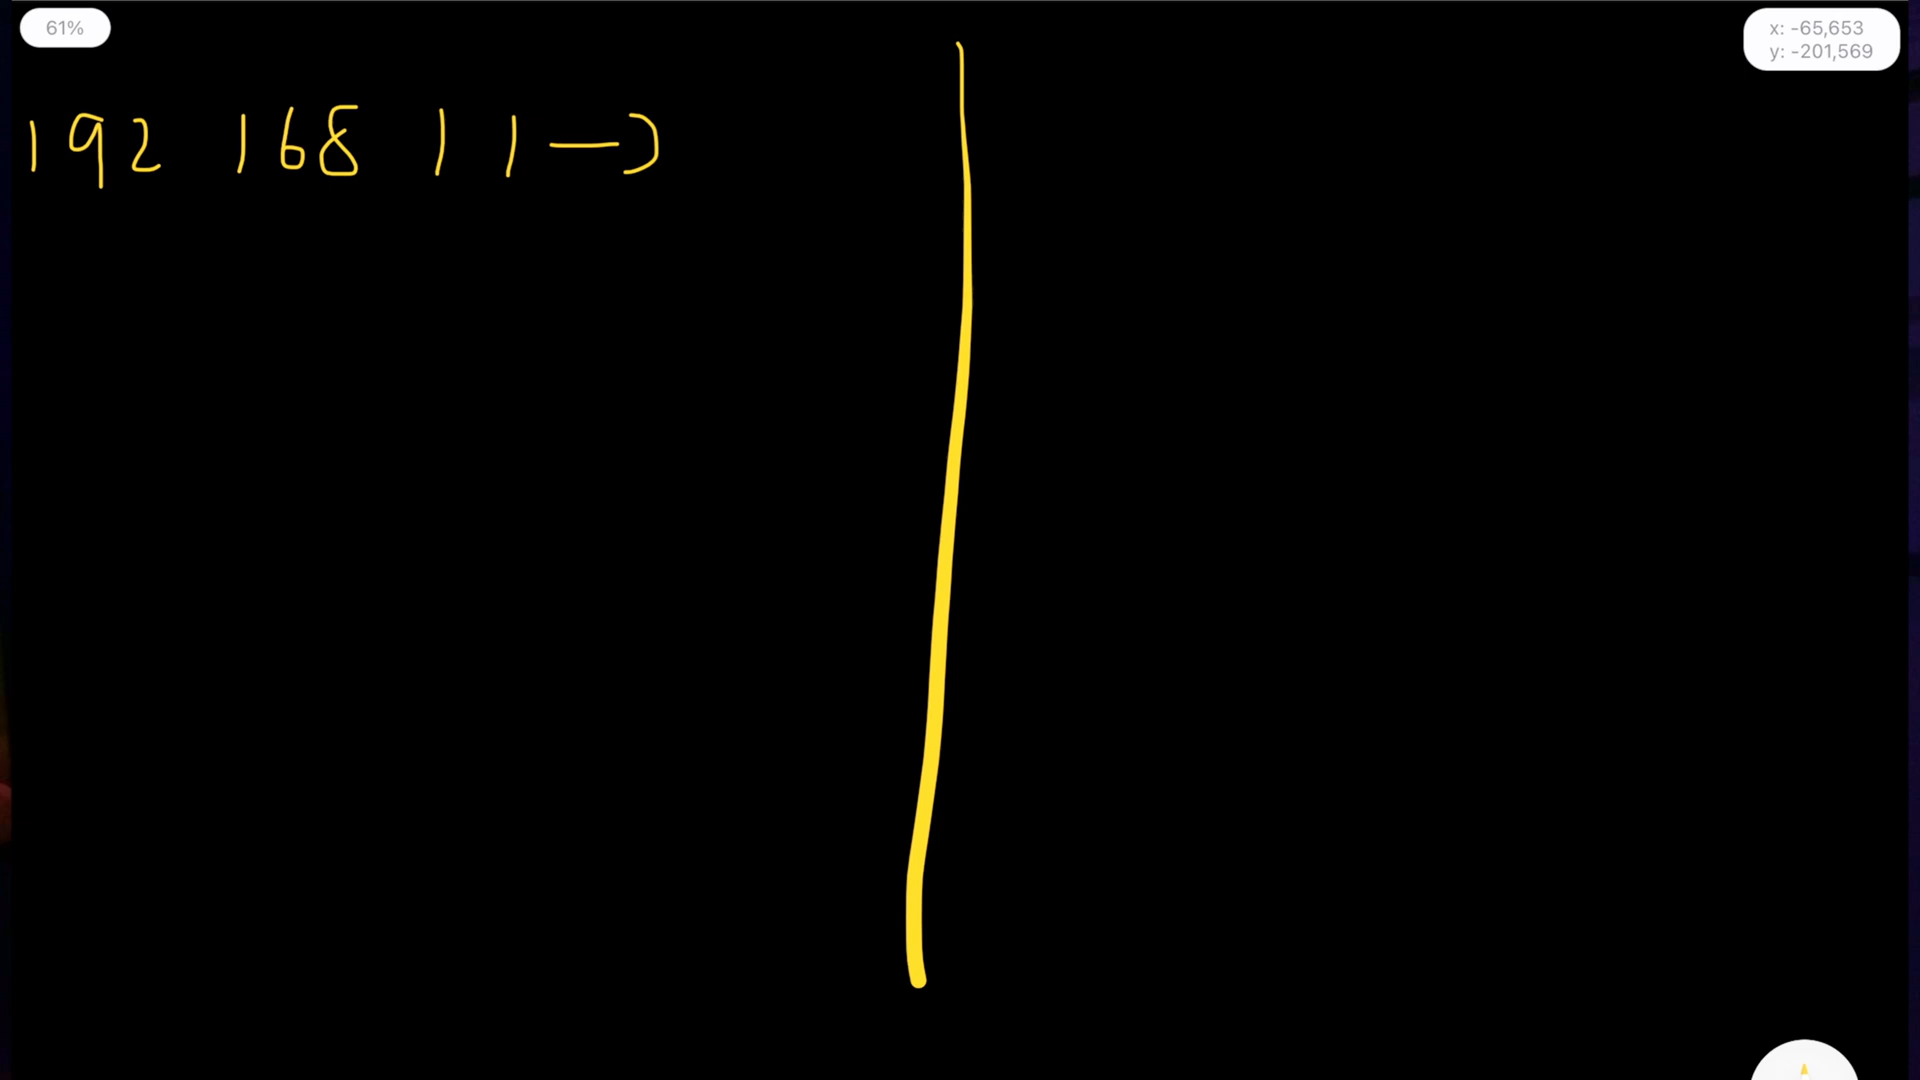 61%
x: -65,653
y: -201,569
192 168 1 1 →